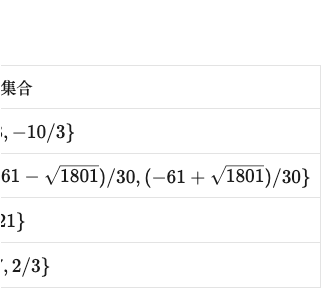 集合
, −10/3}
61 − √1801)/30, (−61 + √1801)/30}
21}
, 2/3}